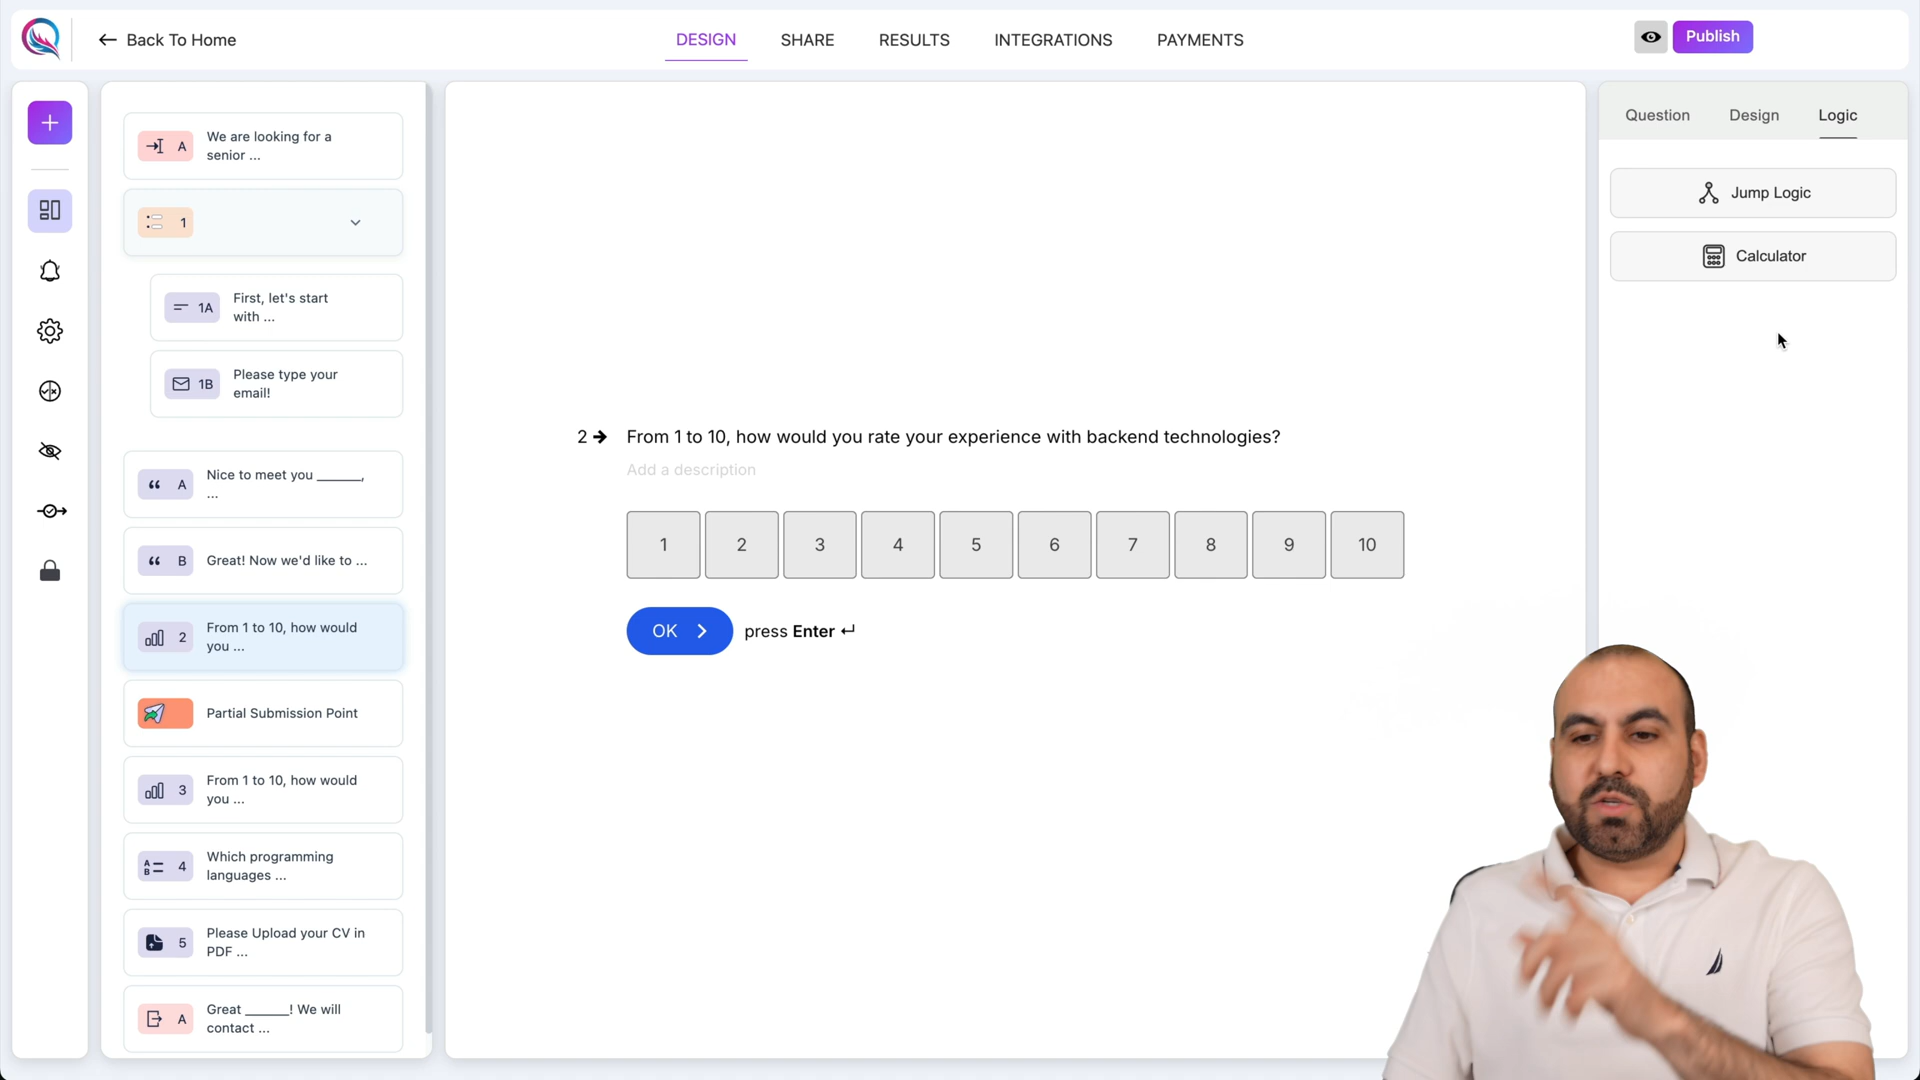 Back To Home
DESIGN
SHARE
RESULTS
INTEGRATIONS
PAYMENTS
Publish
A
We are looking for a
senior ...
1
1A
First, let's start
with ...
1B
Please type your
email!
A
Nice to meet you ______,
...
B
Great! Now we'd like to ...
2
From 1 to 10, how would
you ...
Partial Submission Point
3
From 1 to 10, how would
you ...
4
Which programming
languages ...
5
Please Upload your CV in
PDF ...
A
Great ______! We will
contact ...
2 → From 1 to 10, how would you rate your experience with backend technologies?
Add a description
1 2 3 4 5 6 7 8 9 10
OK
press Enter ↵
Question
Design
Logic
Jump Logic
Calculator